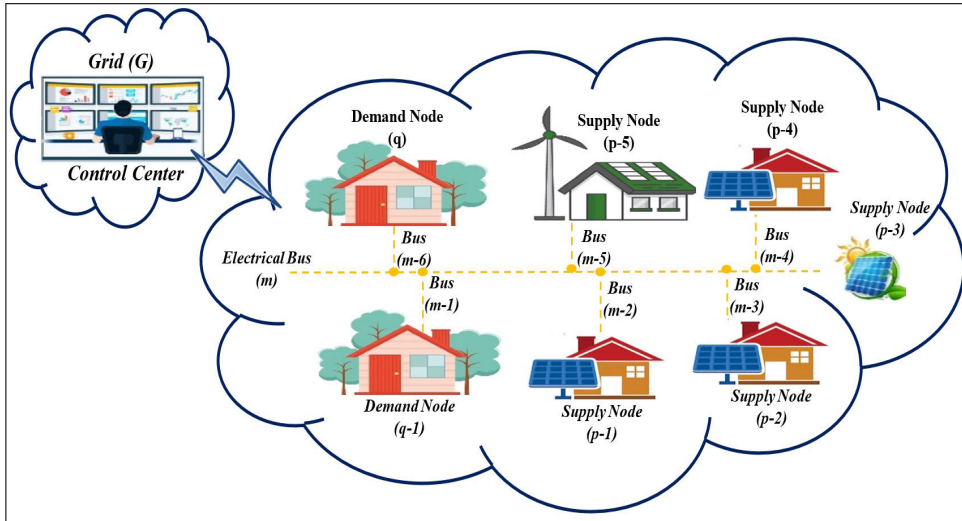 Grid (G)
Control Center
Demand Node
(q)
Supply Node
(p-5)
Supply Node
(p-4)
Supply Node
(p-3)
Electrical Bus
(m)
Bus
(m-6)
Bus
(m-5)
Bus
(m-4)
Bus
(m-1)
Bus
(m-2)
Bus
(m-3)
Demand Node
(q-1)
Supply Node
(p-1)
Supply Node
(p-2)